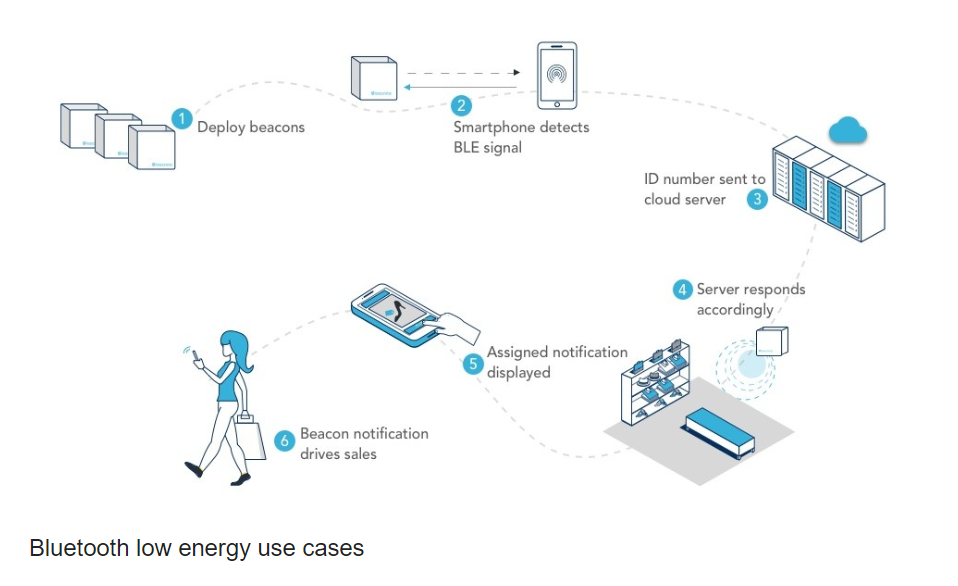 1
Deploy beacons
2
Smartphone detects
BLE signal
ID number sent to
cloud server 3
4 Server responds
accordingly
5 Assigned notification
displayed
6 Beacon notification
drives sales
Bluetooth low energy use cases